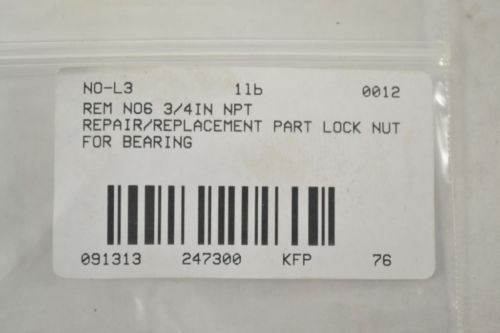 NO-L3 1lb 0012
REM NO6 3/4IN NPT
REPAIR/REPLACEMENT PART LOCK NUT
FOR BEARING
091313 247300 KFP 76